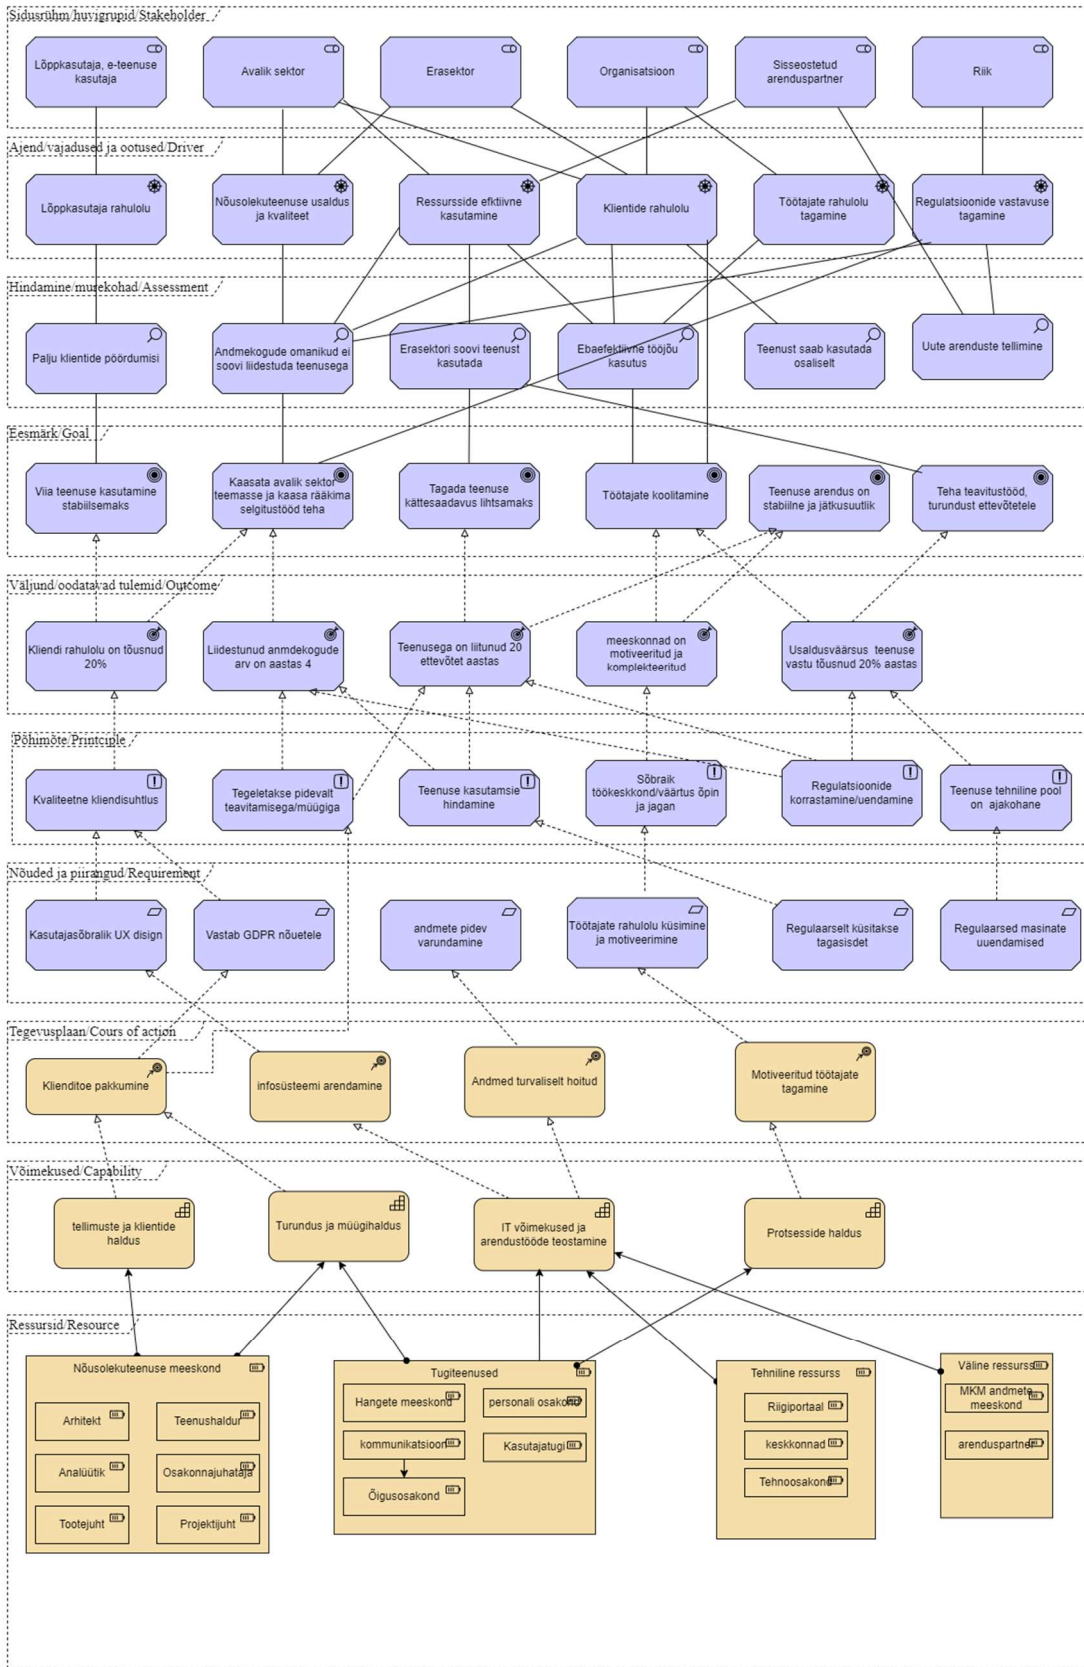 Sidusrühm/huvigrupid/Stakeholder
Lõppkasutaja, e-teenuse
kasutaja
Avalik sektor
Erasektor
Organisatsioon
Sisseostetud
arenduspartner
Riik
Ajend/vajadused ja ootused/Driver
Lõppkasutaja rahulolu
Nõusolekuteenuse usaldus
ja kvaliteet
Ressursside efktiivne
kasutamine
Klientide rahulolu
Töötajate rahulolu
tagamine
Regulatsioonide vastavuse
tagamine
Hindamine/murekohad/Assessment
Palju klientide pöördumisi
Andmekogude omanikud ei
soovi liidestuda teenusega
Erasektori soovi teenust
kasutada
Ebaefektiivne tööjõu
kasutus
Teenust saab kasutada
osaliselt
Uute arenduste tellimine
Eesmärk/Goal
Viia teenuse kasutamine
stabiilsemaks
Kaasata avalik sektor
teemasse ja kaasa rääkima
selgitustööd teha
Tagada teenuse
kättesaadavus lihtsamaks
Töötajate koolitamine
Teenuse arendus on
stabiilne ja jätkusuutlik
Teha teavitustööd,
turundust ettevõtetele
Väljund/oodatavad tulemid/Outcome
Kliendi rahulolu on tõusnud
20%
Liidestunud anmdekogude
arv on aastas 4
Teenusega on liitunud 20
ettevõtet aastas
meeskonnad on
motiveeritud ja
komplekteeritud
Usaldusväärsus teenuse
vastu tõusnud 20% aastas
Põhimõte/Printciple
Kvaliteetne kliendisuhtlus
Tegeletakse pidevalt
teavitamisega/müügiga
Teenuse kasutamsie
hindamine
Sõbraik
töökeskkond/väärtus õpin
ja jagan
Regulatsioonide
korrastamine/uendamine
Teenuse tehniline pool
on ajakohane
Nõuded ja piirangud/Requirement
Kasutajasõbralik UX disign
Vastab GDPR nõuetele
andmete pidev
varundamine
Töötajate rahulolu küsimine
ja motiveerimine
Regulaarselt küsitakse
tagasisdet
Regulaarsed masinate
uuendamised
Tegevusplaan/Cours of action
Klienditoe pakkumine
infosüsteemi arendamine
Andmed turvaliselt hoitud
Motiveeritud töötajate
tagamine
Võimekused/Capability
tellimuste ja klientide
haldus
Turundus ja müügihaldus
IT võimekused ja
arendustööde teostamine
Protsesside haldus
Ressursid/Resource
Nõusolekuteenuse meeskond
Arhitekt
Teenushaldur
Analüütik
Osakonnajuhataja
Tootejuht
Projektijuht
Tugiteenused
Hangete meeskond
personali osakond
kommunikatsioon
Kasutajatugi
Õigusosakond
Tehniline ressurss
Riigiportaal
keskkonnad
Tehnoosakond
Väline ressurss
MKM andmete
meeskond
arenduspartner